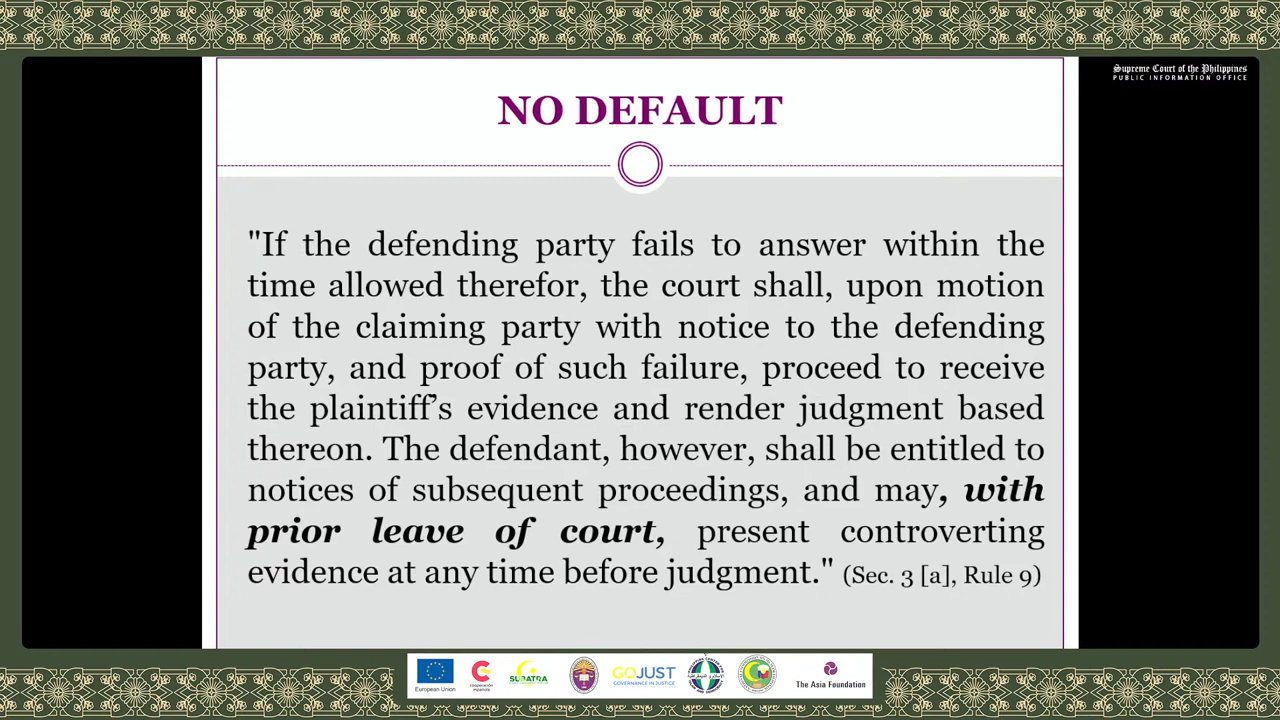 Supreme Court of the Philippines
PUBLIC INFORMATION OFFICE
NO DEFAULT
"If the defending party fails to answer within the
time allowed therefor, the court shall, upon motion
of the claiming party with notice to the defending
party, and proof of such failure, proceed to receive
the plaintiff’s evidence and render judgment based
thereon. The defendant, however, shall be entitled to
notices of subsequent proceedings, and may, with
prior leave of court, present controverting
evidence at any time before judgment." (Sec. 3 [a], Rule 9)
European Union
cooperación
española
SUBATRA
GOJUST
GOVERNANCE IN JUSTICE
The Asia Foundation